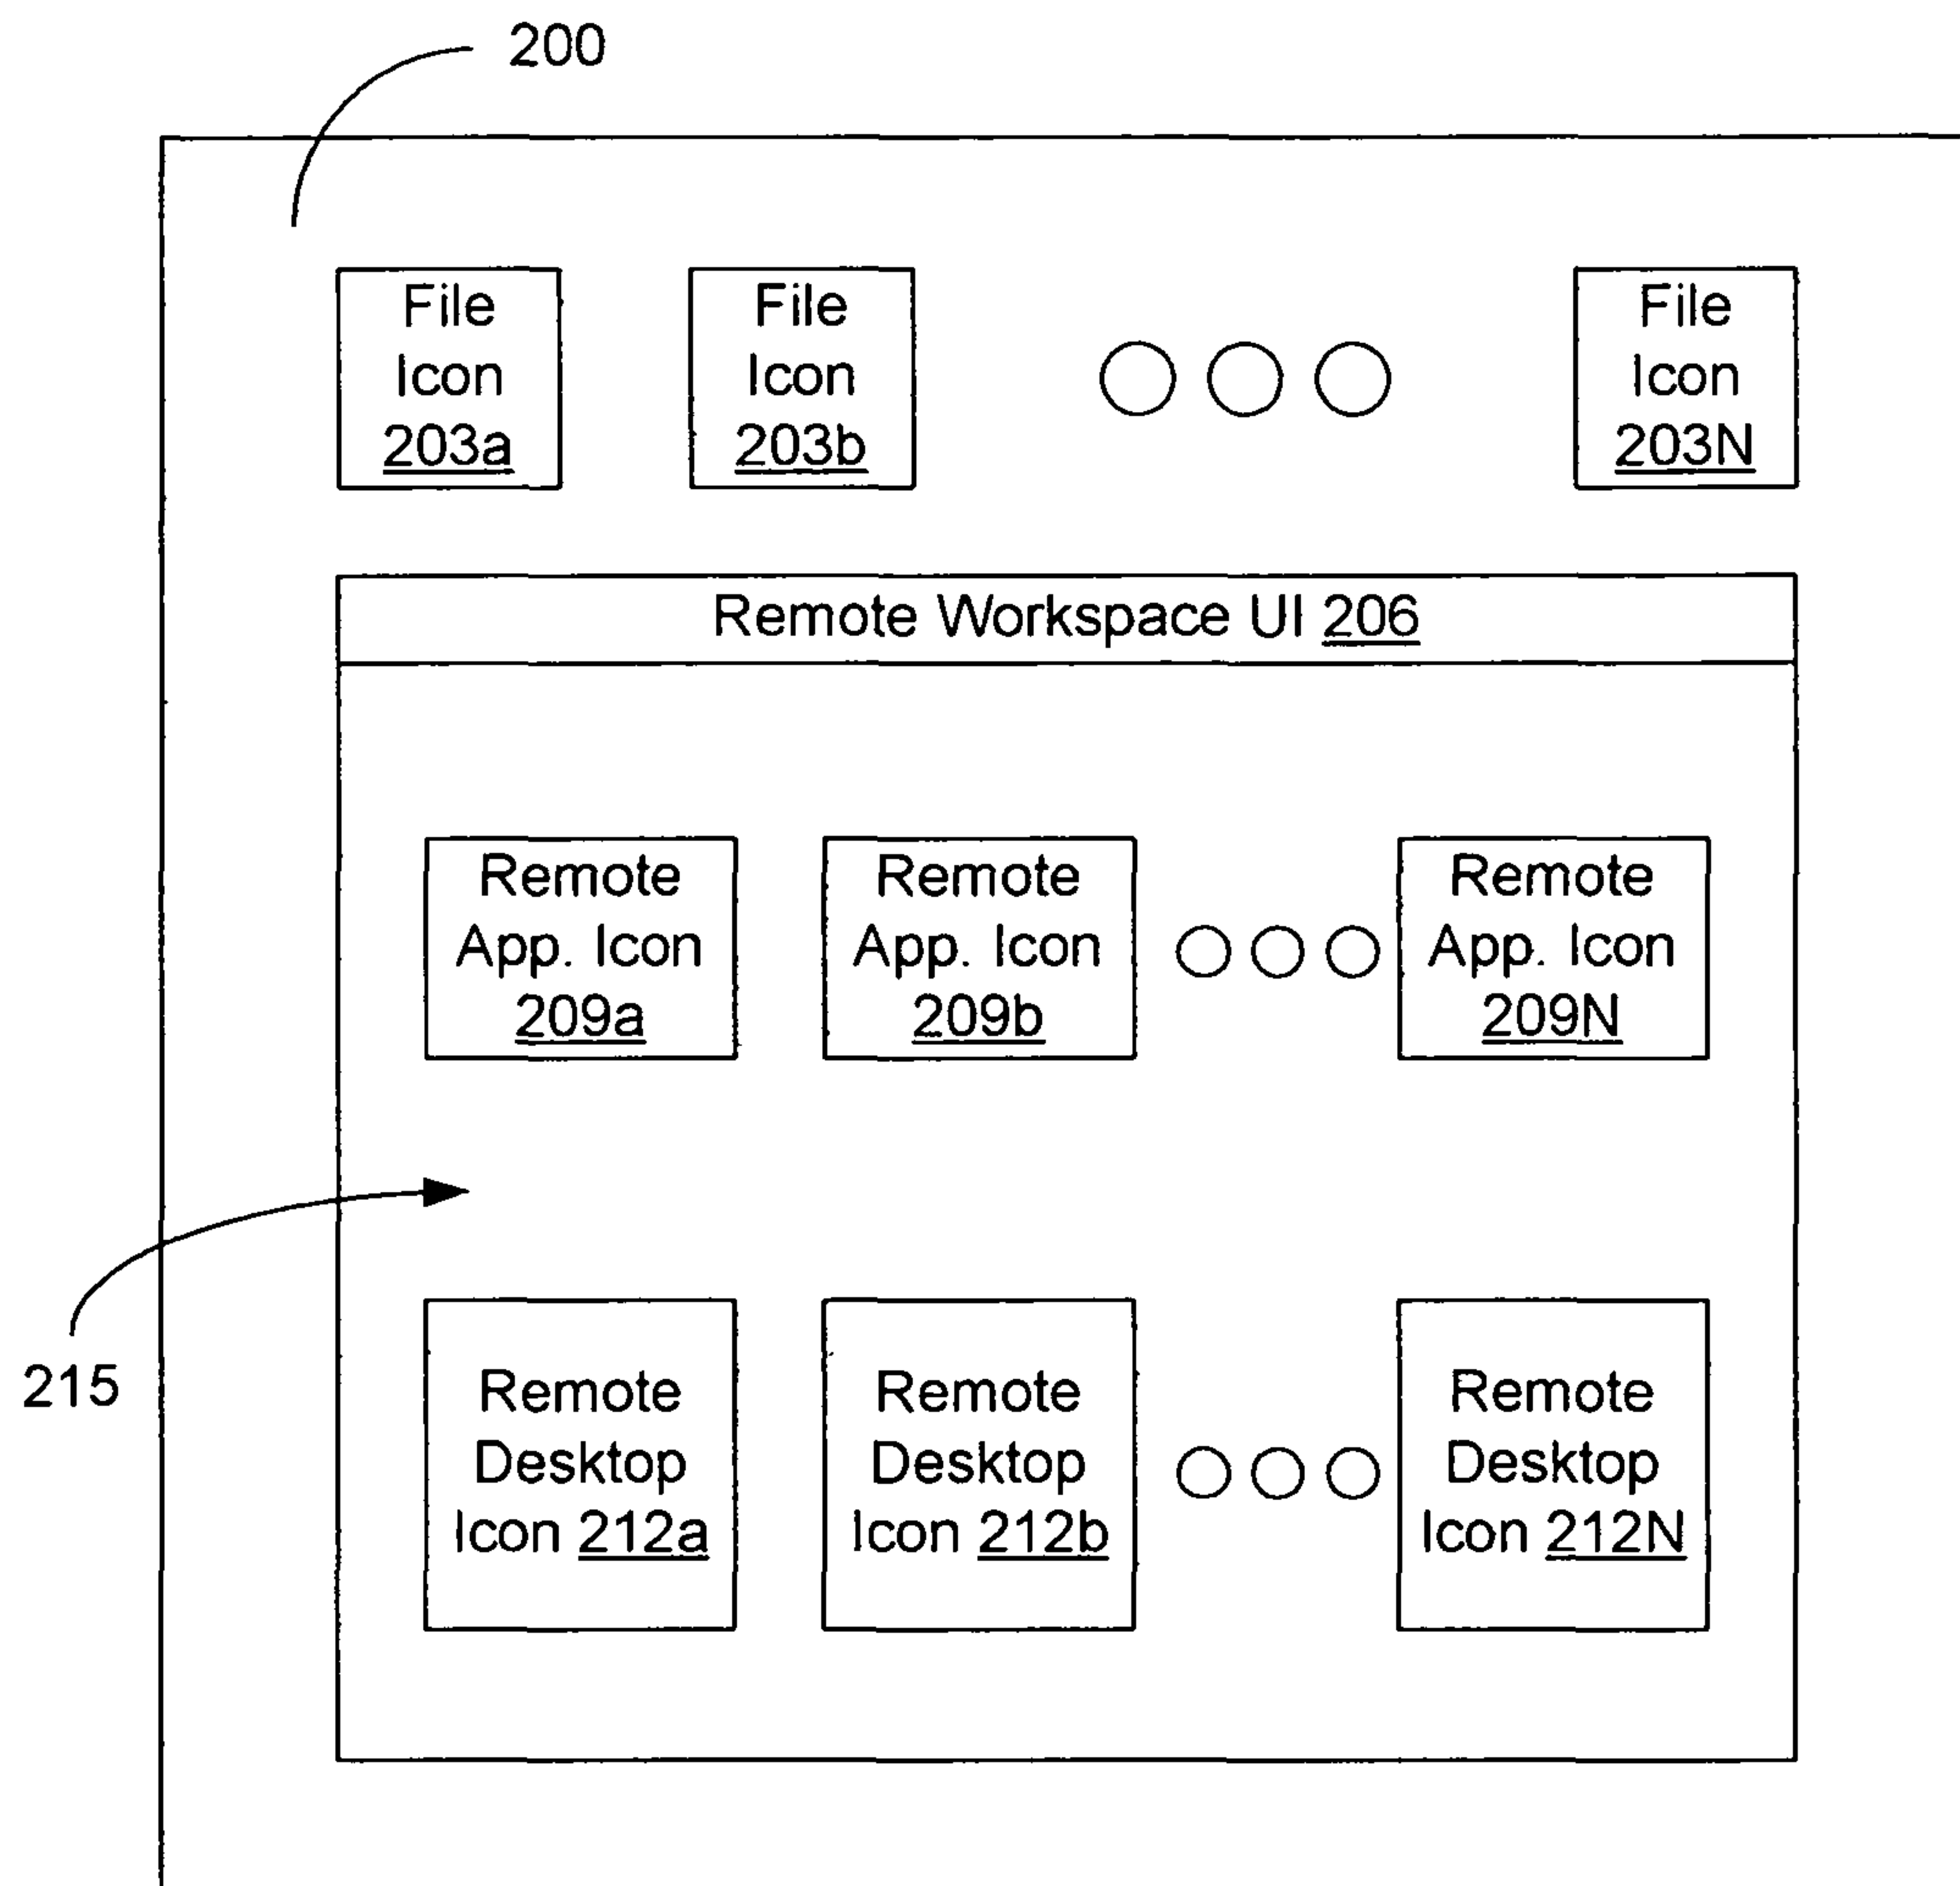 200
File
Icon
203a
File
Icon
203b
File
Icon
203N
Remote Workspace UI 206
Remote
App. Icon
209a
Remote
App. Icon
209b
Remote
App. Icon
209N
215
Remote
Desktop
Icon 212a
Remote
Desktop
Icon 212b
Remote
Desktop
Icon 212N